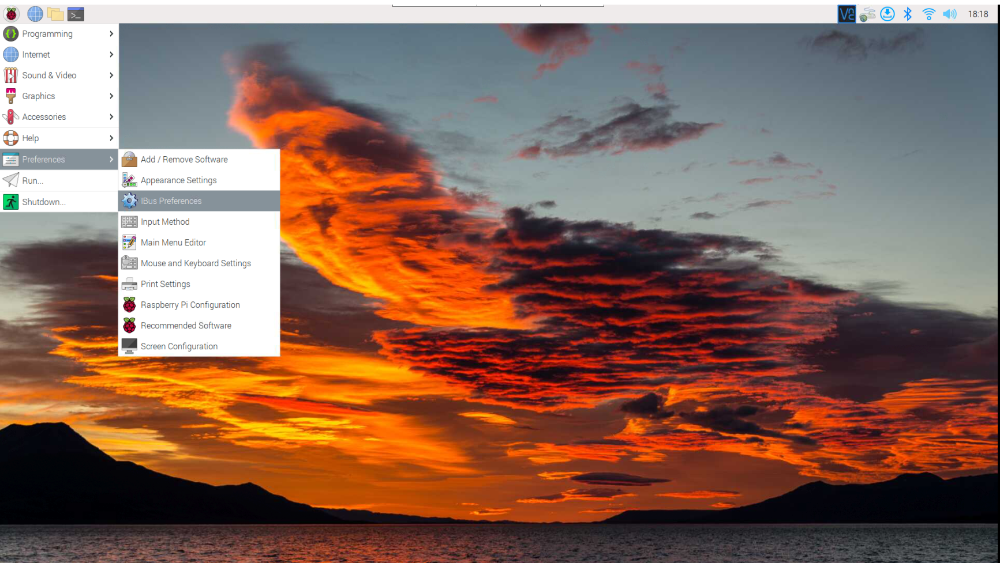 18:18
Programming
Internet
Sound & Video
Graphics
Accessories
Help
Preferences
Run...
Shutdown...
Add / Remove Software
Appearance Settings
IBus Preferences
Input Method
Main Menu Editor
Mouse and Keyboard Settings
Print Settings
Raspberry Pi Configuration
Recommended Software
Screen Configuration